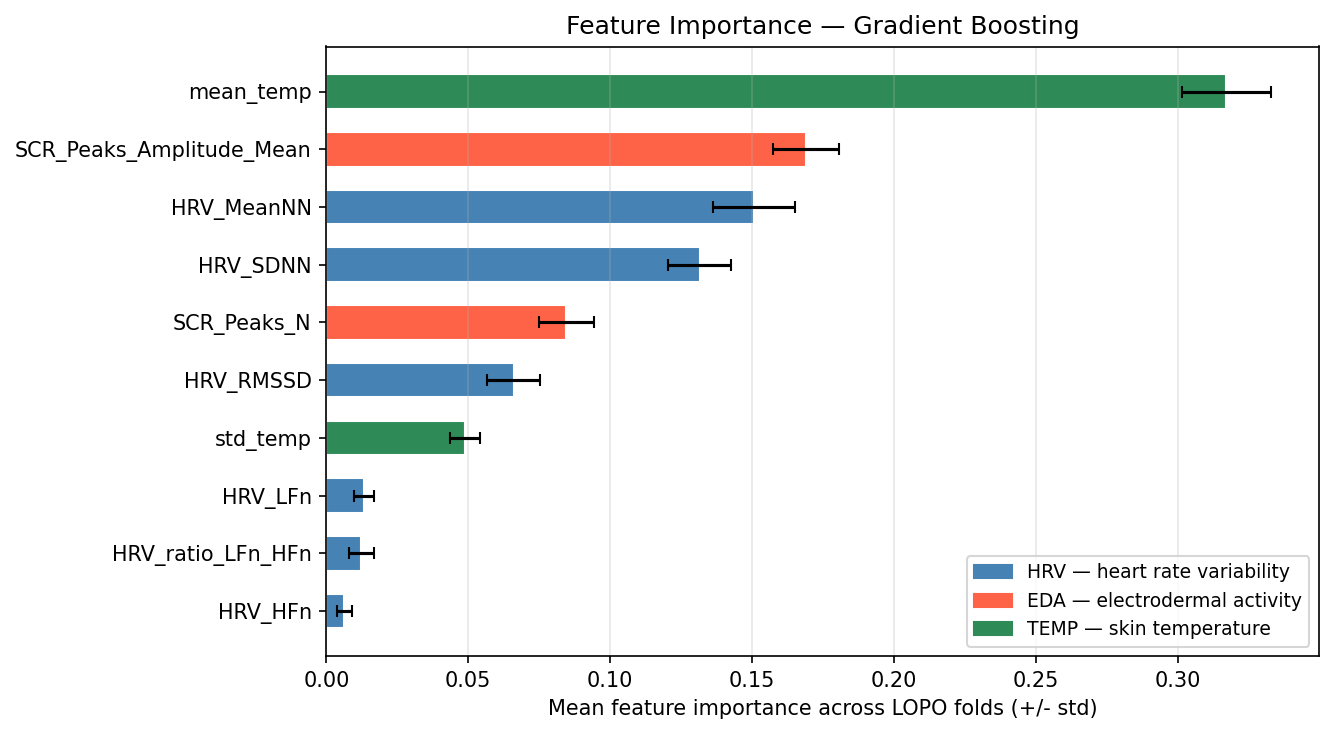 Feature Importance — Gradient Boosting
mean_temp
SCR_Peaks_Amplitude_Mean
HRV_MeanNN
HRV_SDNN
SCR_Peaks_N
HRV_RMSSD
std_temp
HRV_LFn
HRV_ratio_LFn_HFn
HRV_HFn
HRV — heart rate variability
EDA — electrodermal activity
TEMP — skin temperature
0.00 0.05 0.10 0.15 0.20 0.25 0.30
Mean feature importance across LOPO folds (+/- std)